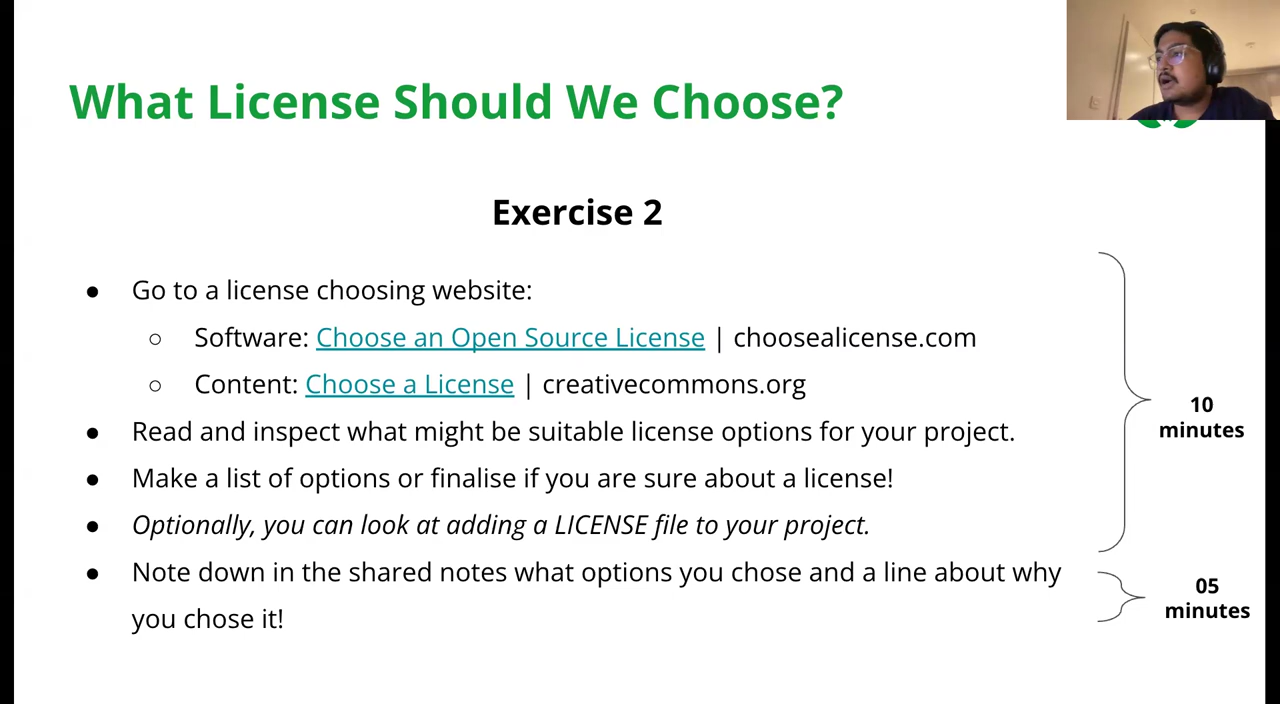 What License Should We Choose?
Exercise 2
● Go to a license choosing website:
○ Software: Choose an Open Source License | choosealicense.com
○ Content: Choose a License | creativecommons.org
● Read and inspect what might be suitable license options for your project.
● Make a list of options or finalise if you are sure about a license!
● Optionally, you can look at adding a LICENSE file to your project.
● Note down in the shared notes what options you chose and a line about why
you chose it!
10
minutes
05
minutes